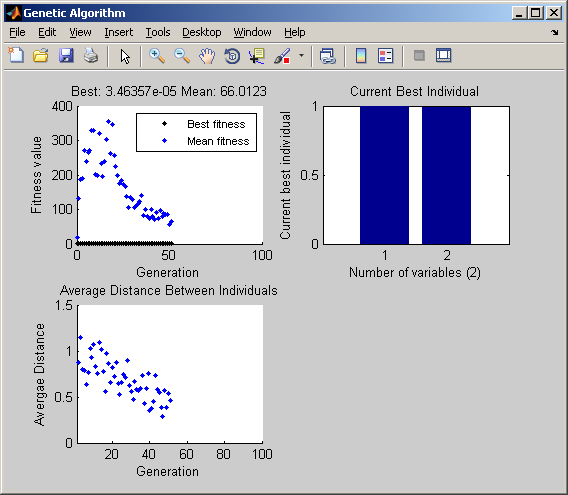 Genetic Algorithm
File Edit View Insert Tools Desktop Window Help
Best: 3.46357e-05 Mean: 66.0123
400
300
200
100
0
Fitness value
Best fitness
Mean fitness
0 50 100
Generation
Current Best Individual
1
0.5
0
Current best individual
1 2
Number of variables (2)
Average Distance Between Individuals
1.5
1
0.5
0
Avergae Distance
20 40 60 80 100
Generation